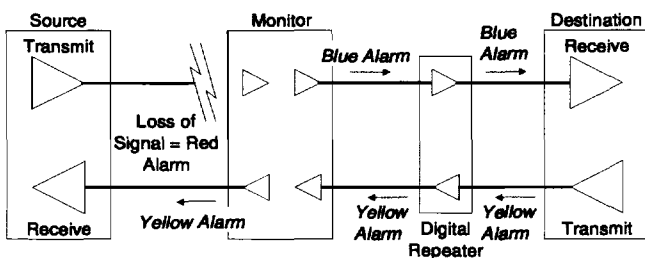 Source
Monitor
Destination
Transmit
Blue Alarm
Blue
Alarm
Receive
Loss of
Signal = Red
Alarm
Receive
Yellow Alarm
Yellow
Alarm
Digital
Repeater
Yellow
Alarm
Transmit